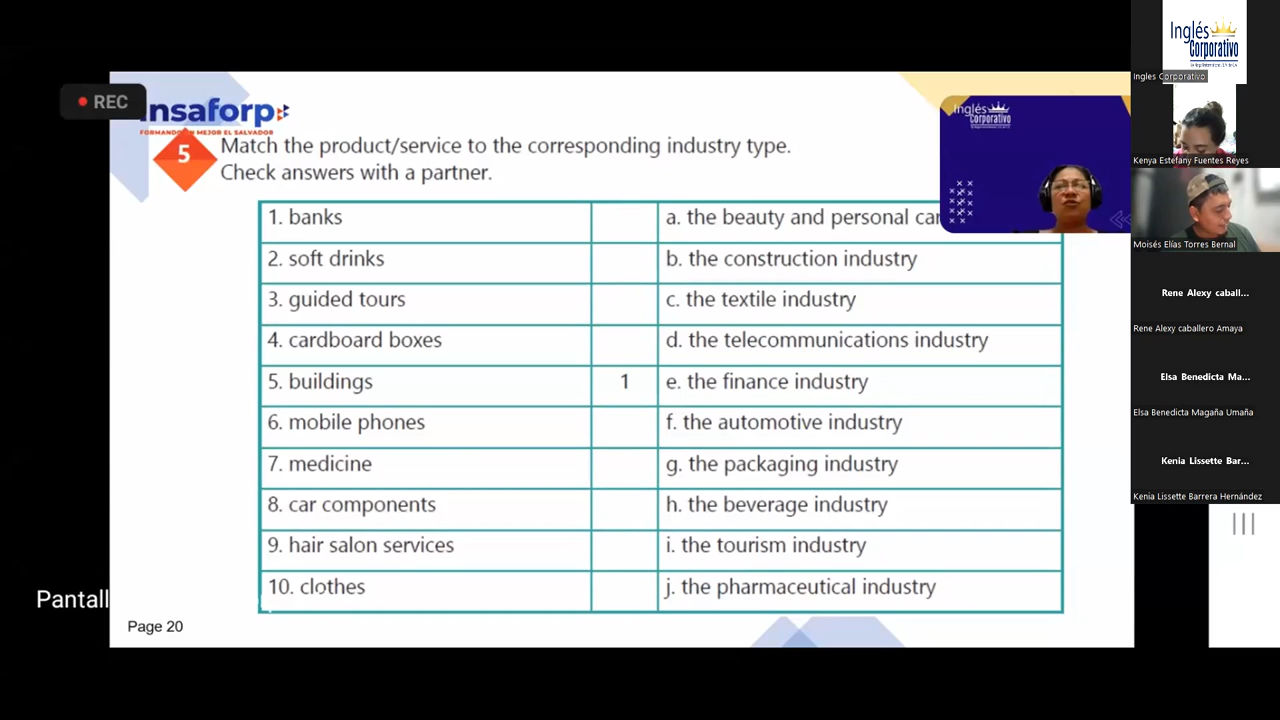 REC
insaforp
FORMANDO UN MEJOR EL SALVADOR
5
Match the product/service to the corresponding industry type.
Check answers with a partner.
1. banks
a. the beauty and personal
2. soft drinks
b. the construction industry
3. guided tours
c. the textile industry
4. cardboard boxes
d. the telecommunications industry
5. buildings
1
e. the finance industry
6. mobile phones
f. the automotive industry
7. medicine
g. the packaging industry
8. car components
h. the beverage industry
9. hair salon services
i. the tourism industry
10. clothes
j. the pharmaceutical industry
Page 20
Pantall
Inglés
Corporativo
Inglés
Corporativo
Ingles Corporativo
Kenya Estefany Fuentes Reyes
Moisés Elías Torres Bernal
Rene Alexy caball...
Rene Alexy caballero Amaya
Elsa Benedicta Ma...
Elsa Benedicta Magaña Umaña
Kenia Lissette Bar...
Kenia Lissette Barrera Hernández